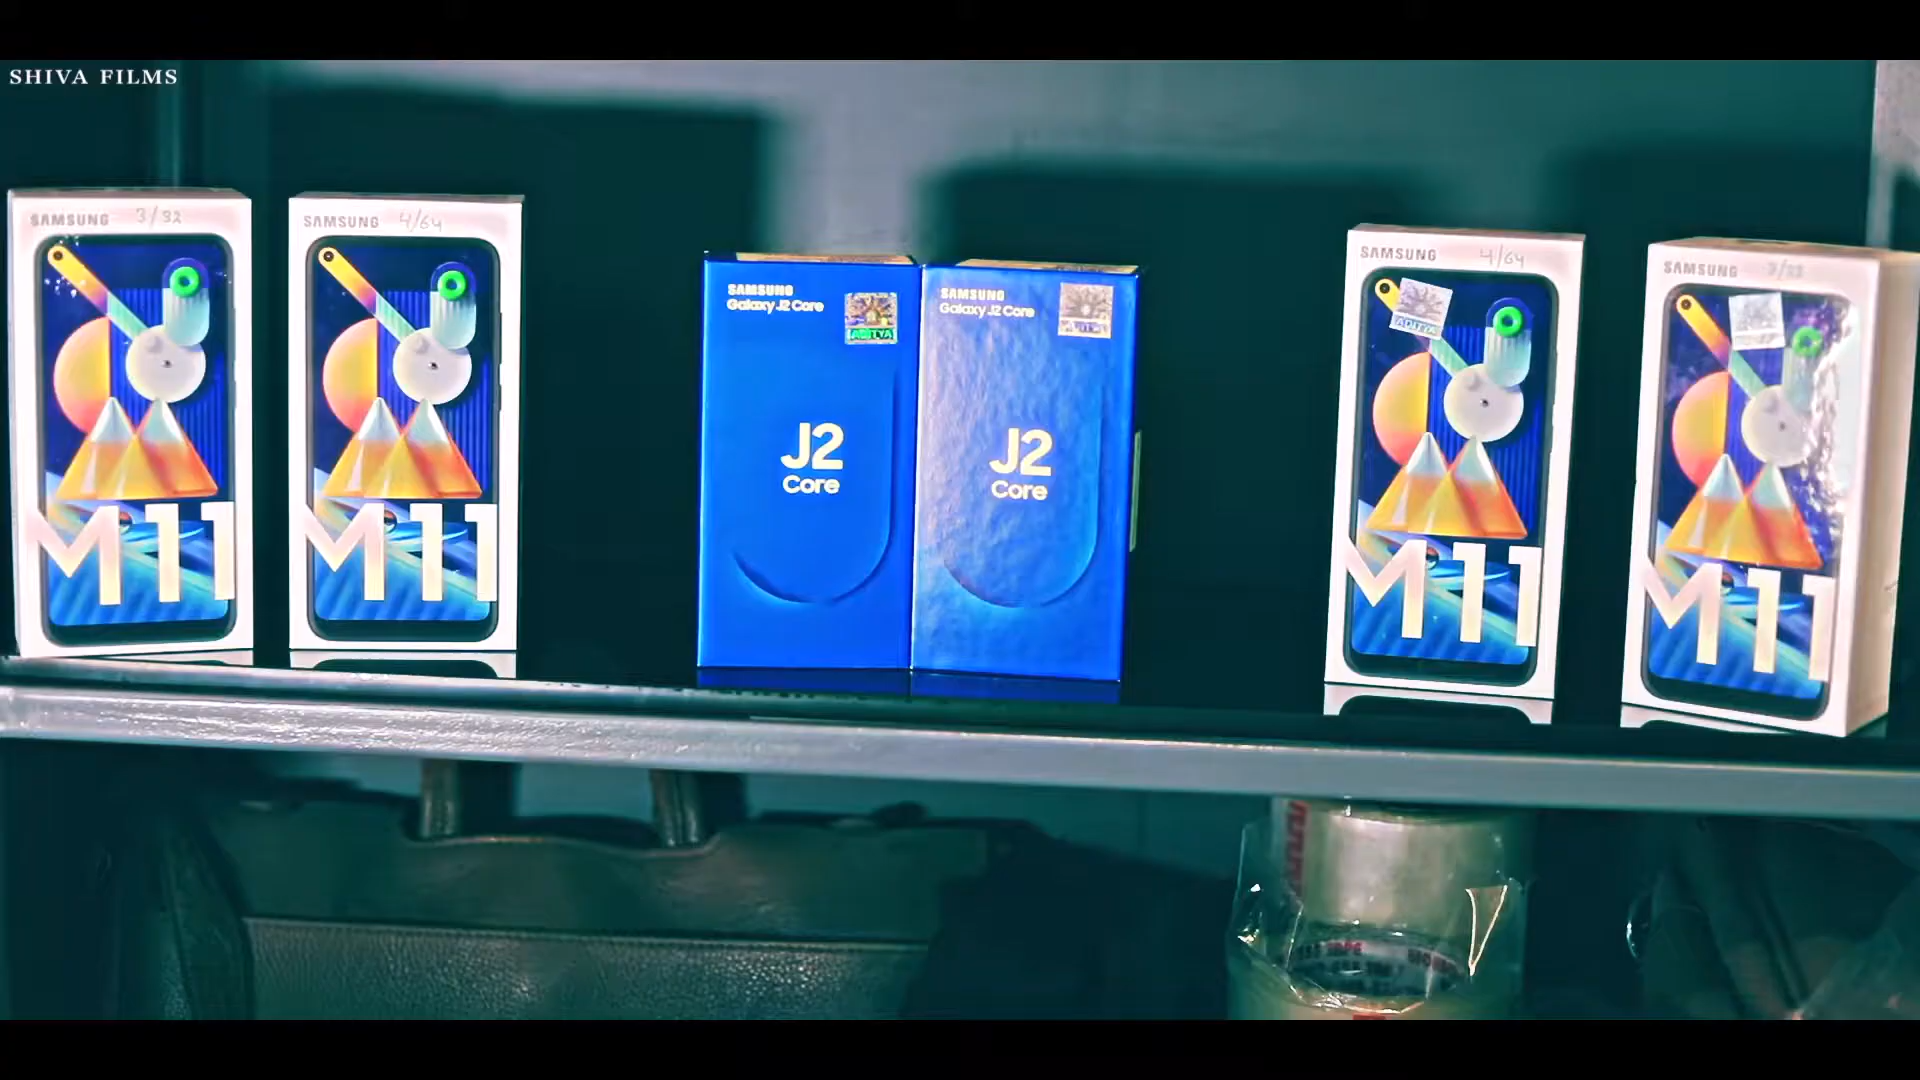 SHIVA FILMS
SAMSUNG 3/32
M11
SAMSUNG 4/64
M11
SAMSUNG
Galaxy J2 Core
ADITYA
J2
Core
SAMSUNG
Galaxy J2 Core
J2
Core
SAMSUNG 4/64
ADITYA
M11
SAMSUNG
M11